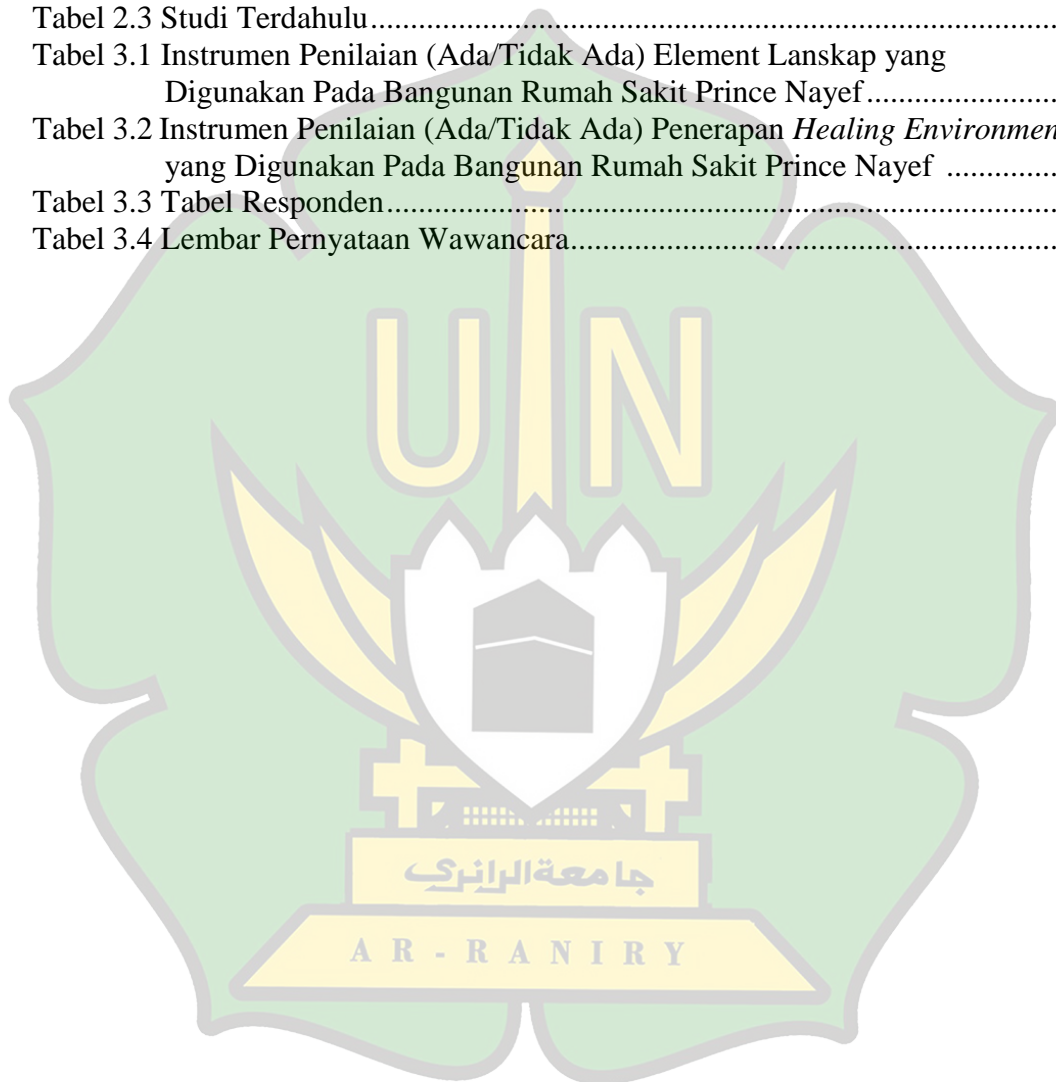 Tabel 2.3 Studi Terdahulu.....................................................................................................
Tabel 3.1 Instrumen Penilaian (Ada/Tidak Ada) Element Lanskap yang
Digunakan Pada Bangunan Rumah Sakit Prince Nayef.........................
Tabel 3.2 Instrumen Penilaian (Ada/Tidak Ada) Penerapan Healing Environmen
yang Digunakan Pada Bangunan Rumah Sakit Prince Nayef ..............
Tabel 3.3 Tabel Responden.....................................................................................................
Tabel 3.4 Lembar Pernyataan Wawancara................................................................
UIN
جامعةالرانري
AR-RANIRY